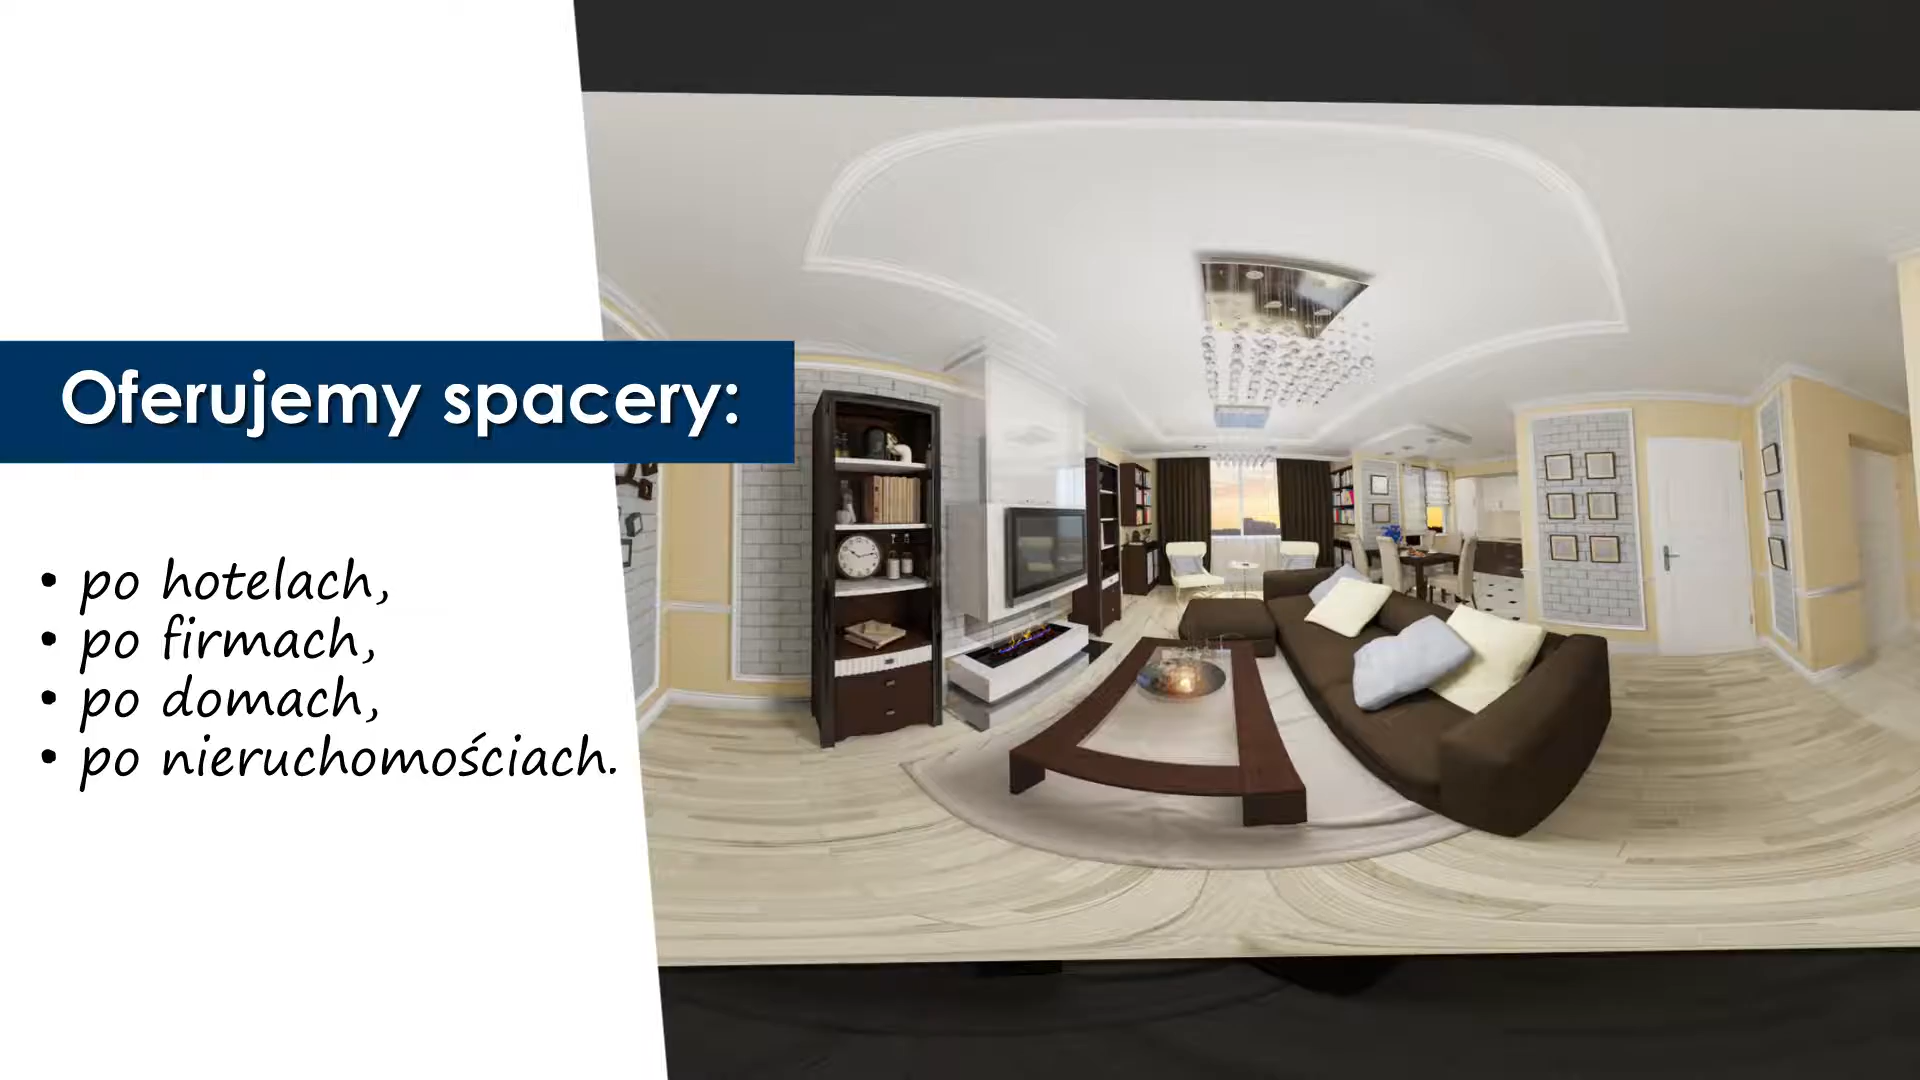 Oferujemy spacery:
• po hotelach,
• po firmach,
• po domach,
• po nieruchomościach.